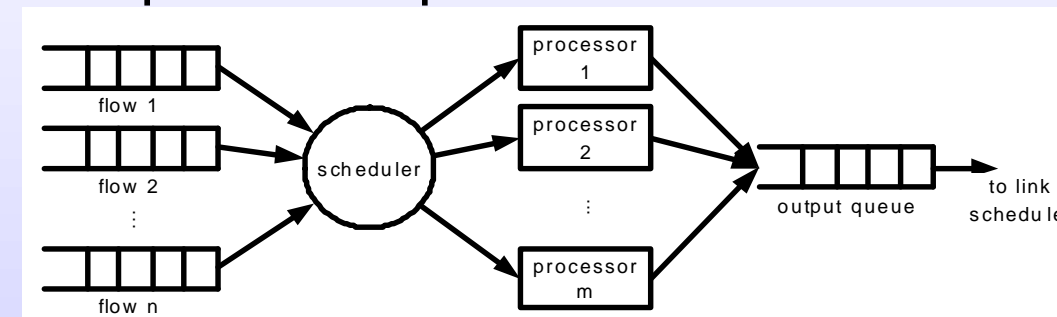 flow 1
flow 2
⋮
flow n
scheduler
processor
1
processor
2
⋮
processor
m
output queue
to link
schedule